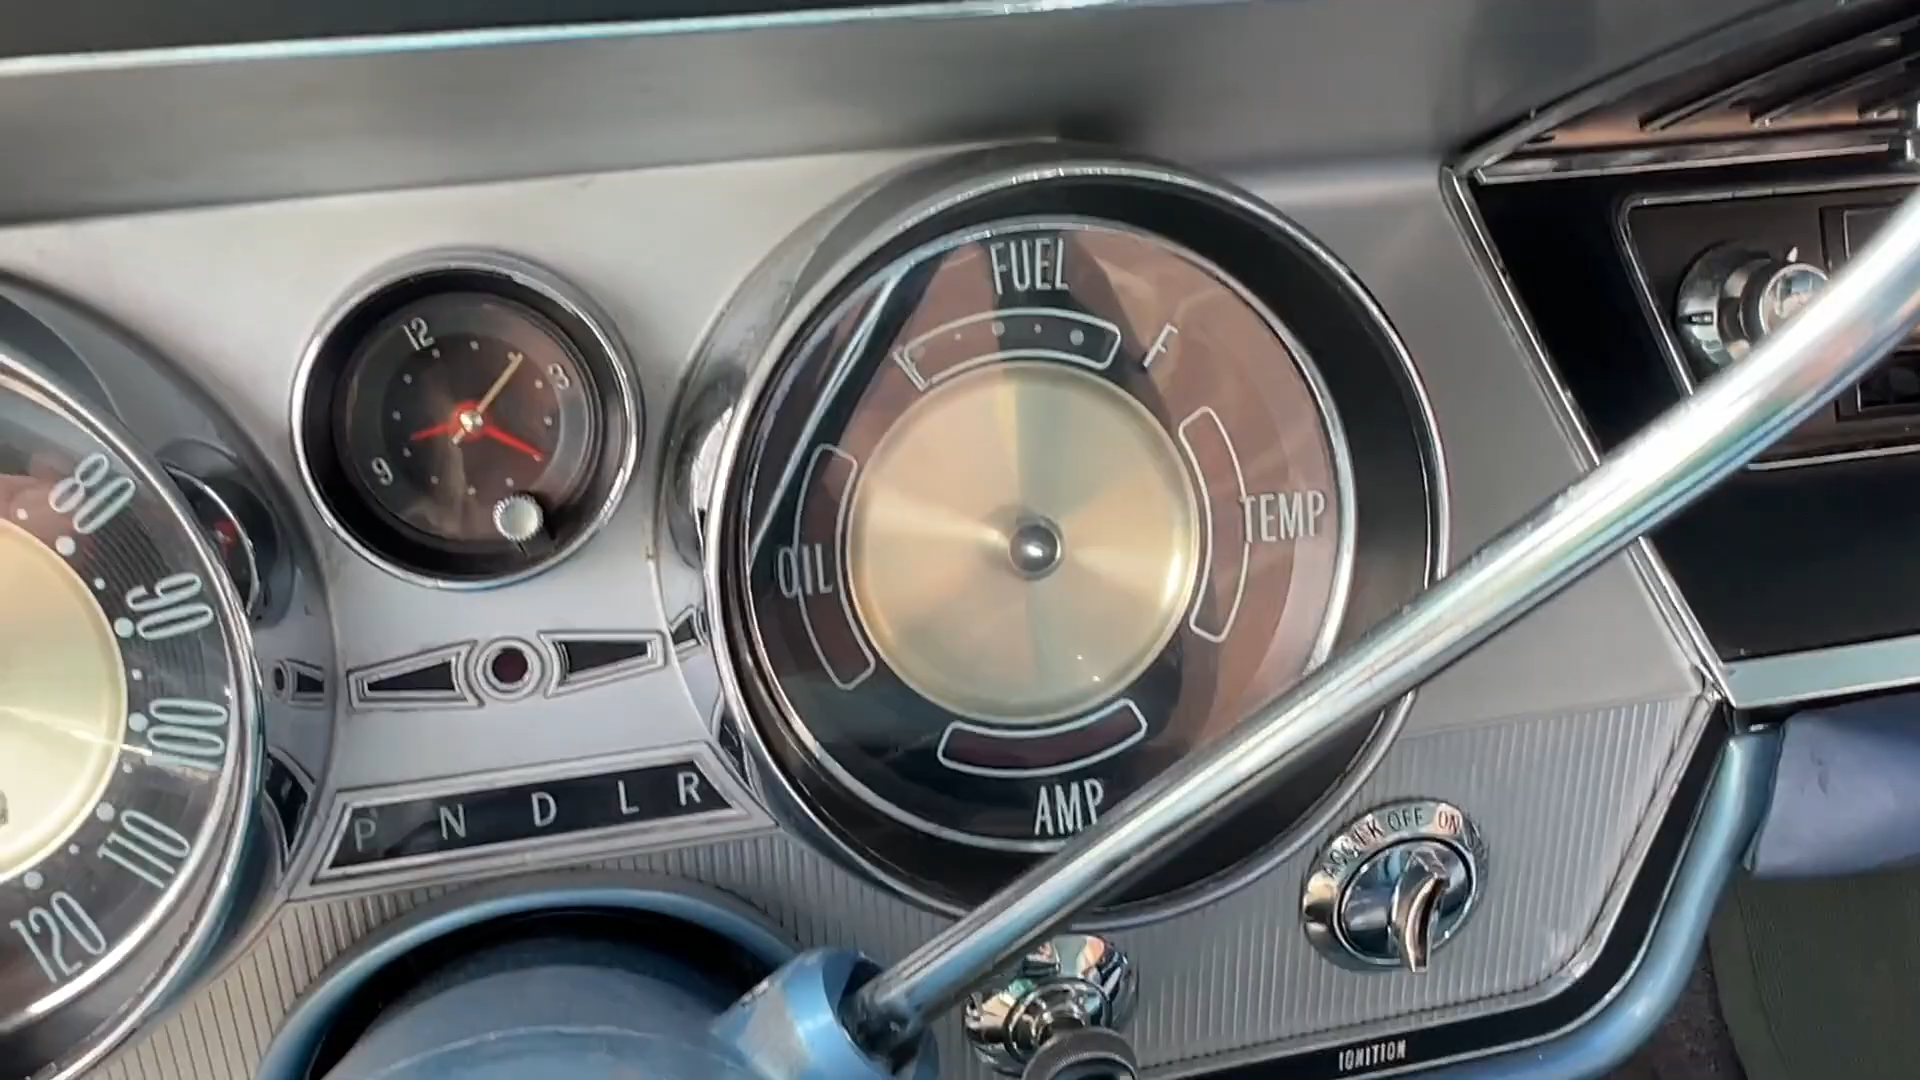 FUEL
E F
12
3
9
80
90
100
110
120
OIL
TEMP
AMP
P N D L R
OFF ON
IGNITION